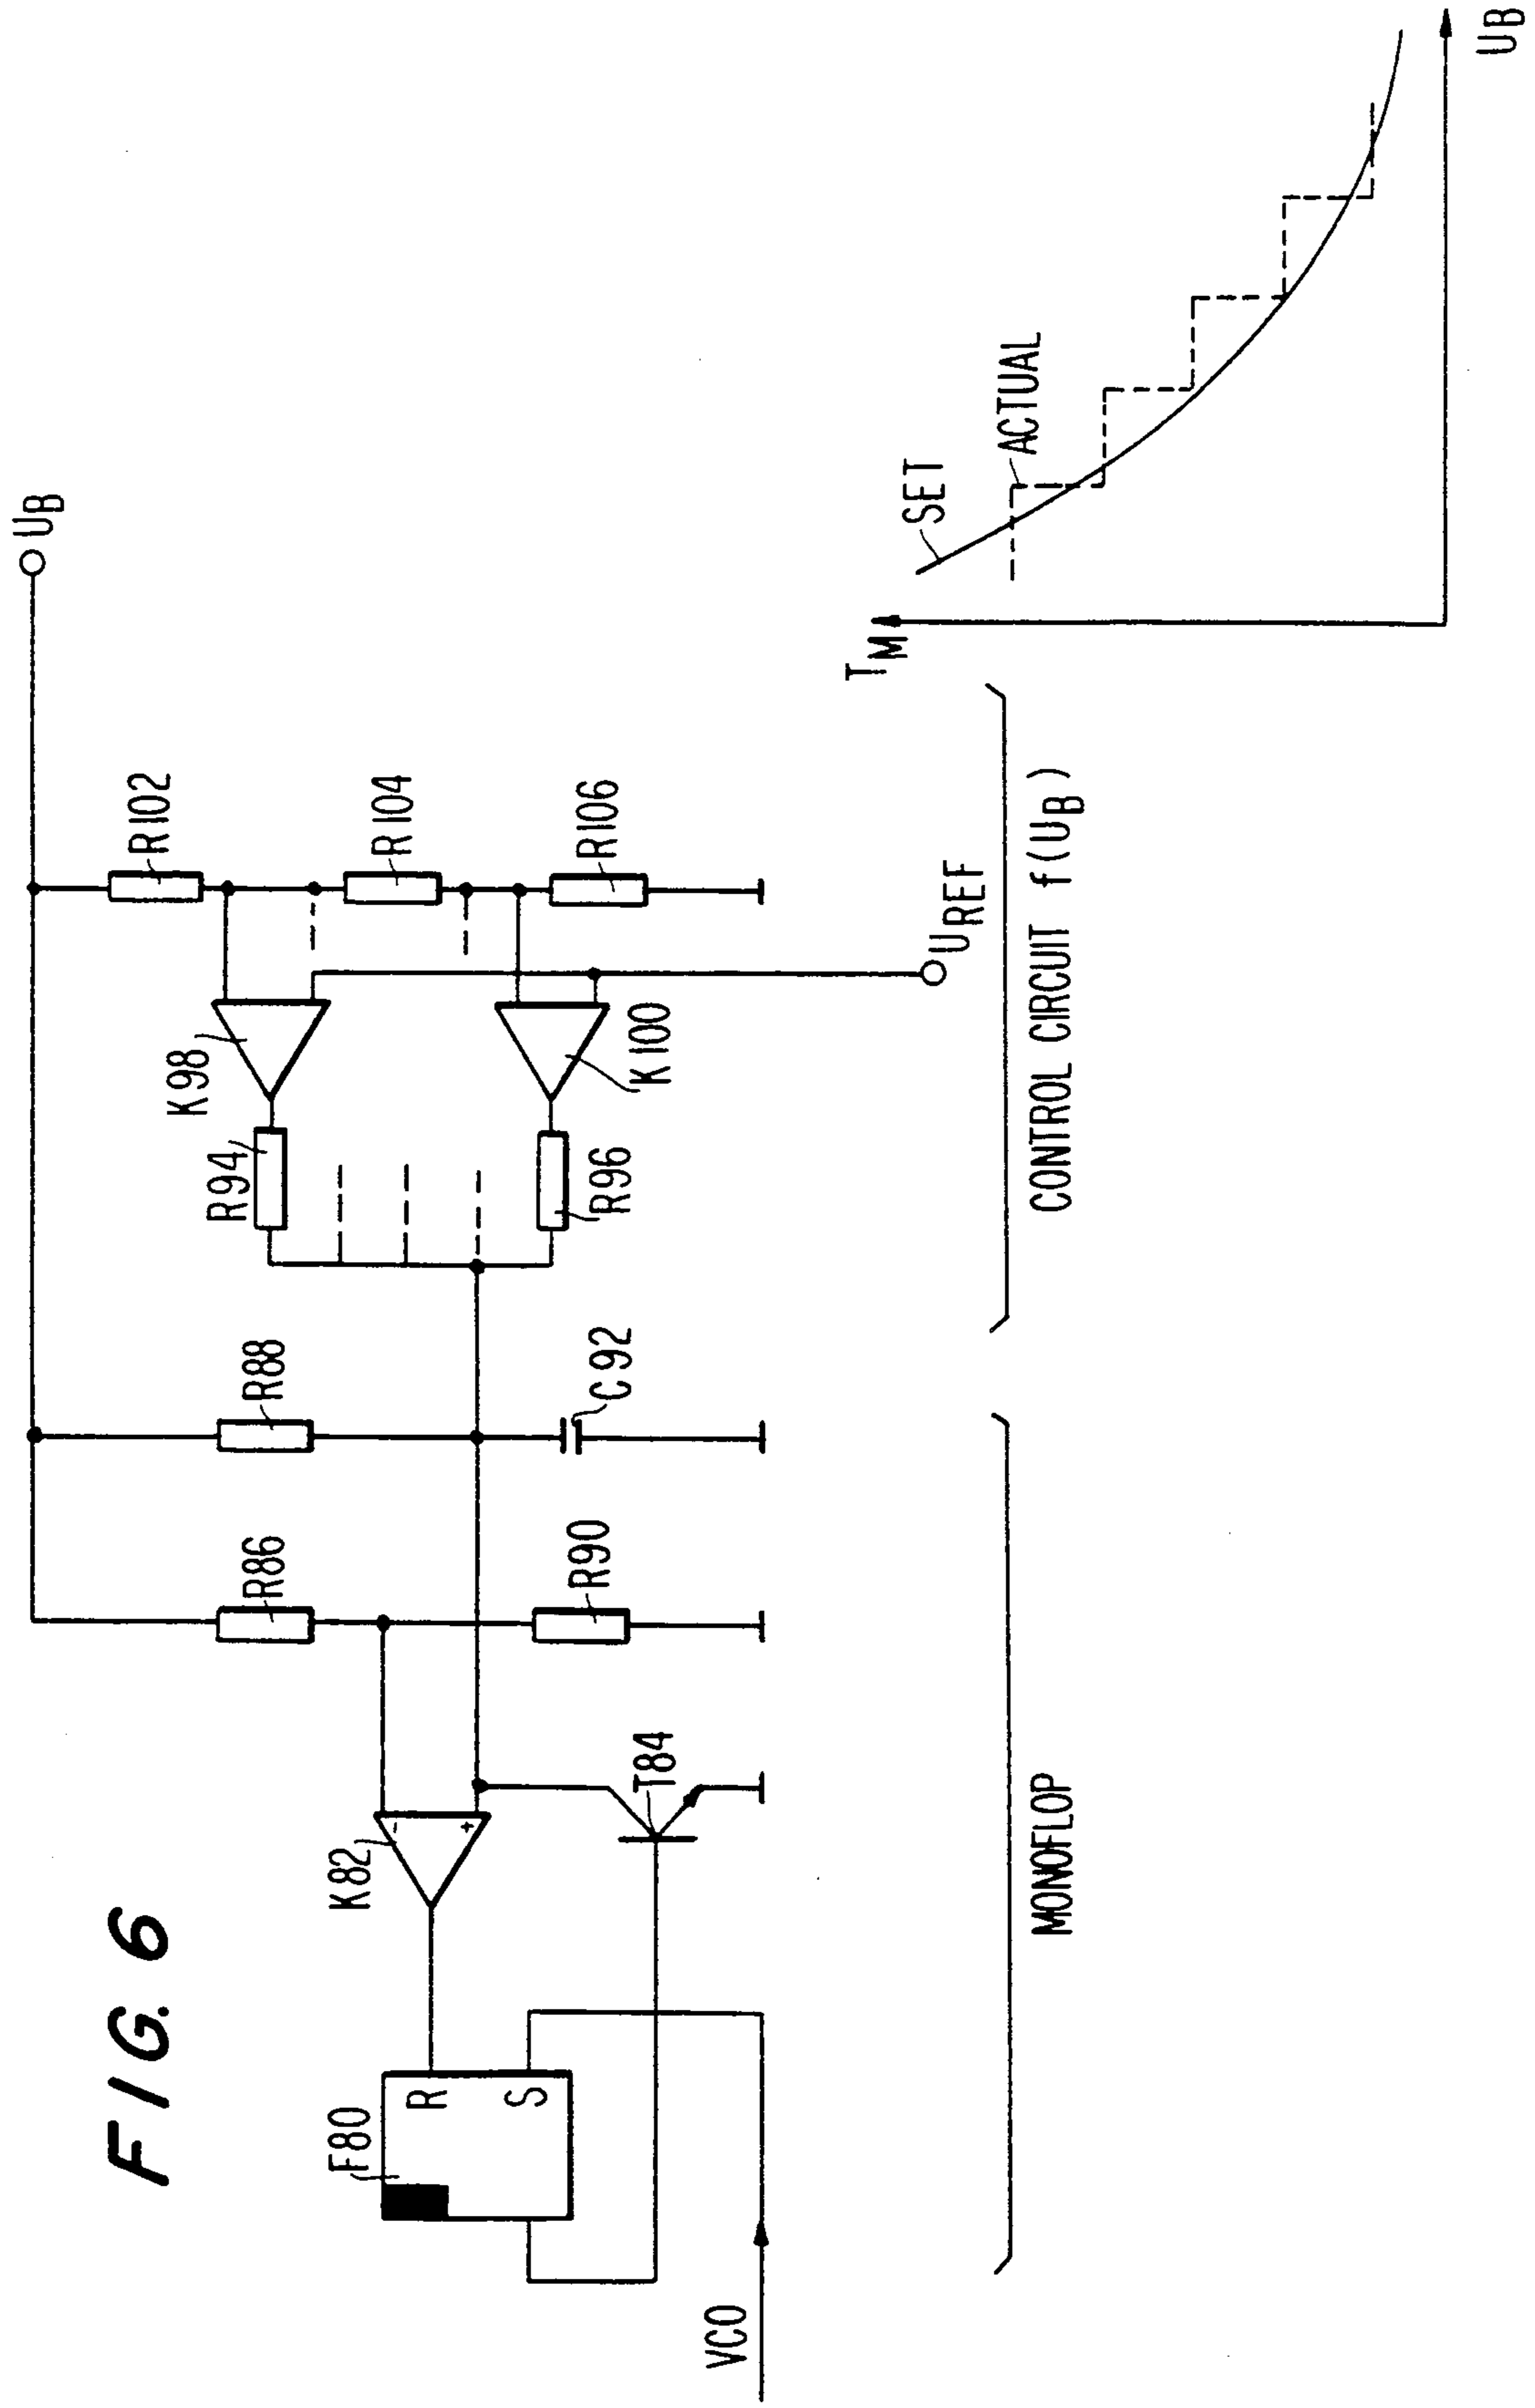 FIG. 6
UB
R86
R88
R102
K98
R94
K82
-
+
F80
R
S
R104
R90
C92
R96
K100
R106
T84
VCO
UREF
MONOFLOP
CONTROL CIRCUIT f(UB)
TM
SET
ACTUAL
UB